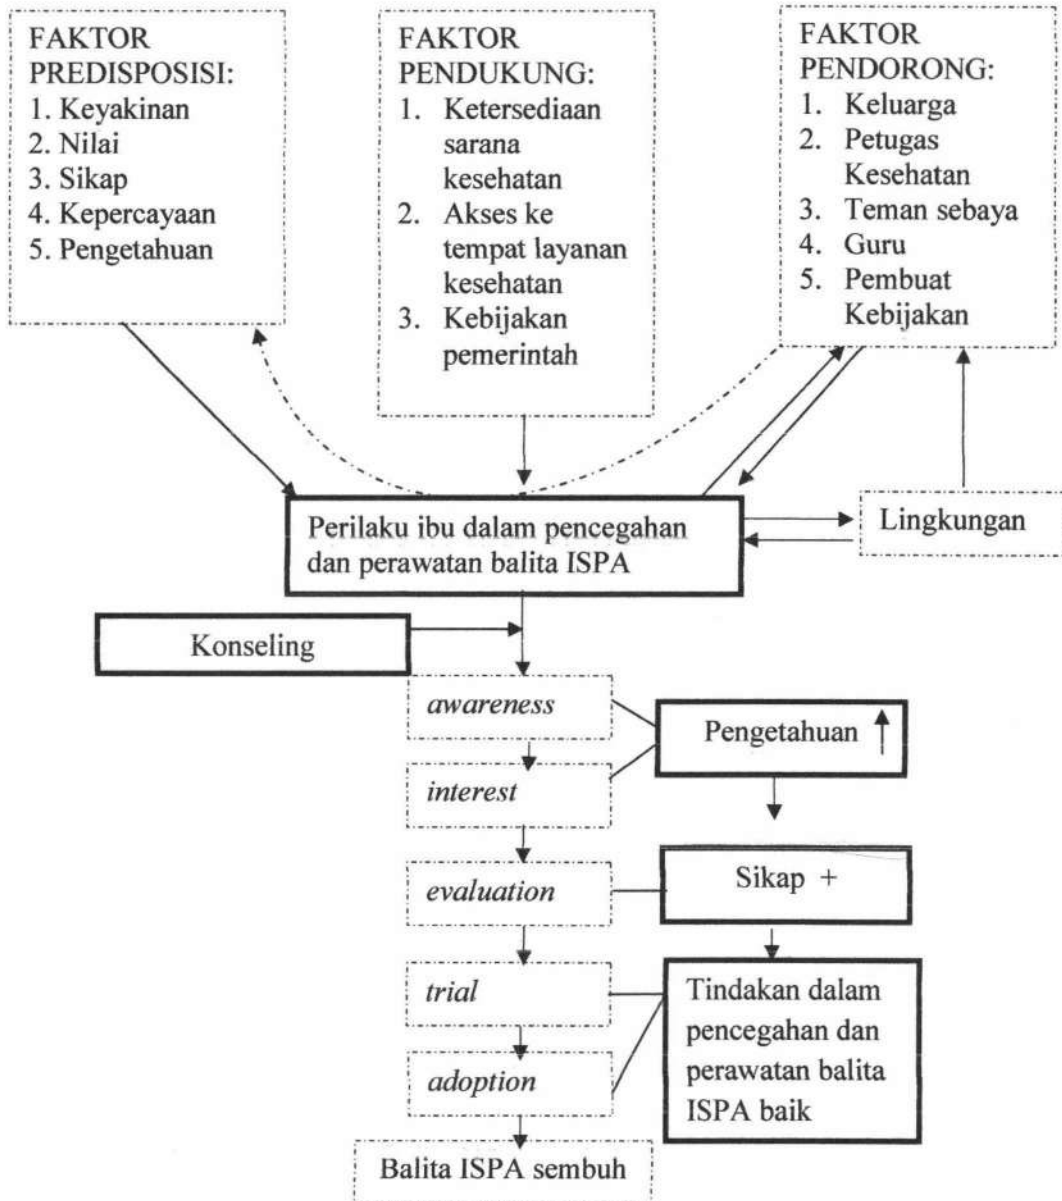 FAKTOR
PREDISPOSISI:
1. Keyakinan
2. Nilai
3. Sikap
4. Kepercayaan
5. Pengetahuan
FAKTOR
PENDUKUNG:
1. Ketersediaan
sarana
kesehatan
2. Akses ke
tempat layanan
kesehatan
3. Kebijakan
pemerintah
FAKTOR
PENDORONG:
1. Keluarga
2. Petugas
Kesehatan
3. Teman sebaya
4. Guru
5. Pembuat
Kebijakan
Perilaku ibu dalam pencegahan
dan perawatan balita ISPA
Lingkungan
Konseling
awareness
Pengetahuan
interest
evaluation
Sikap +
trial
Tindakan dalam
pencegahan dan
perawatan balita
ISPA baik
adoption
Balita ISPA sembuh